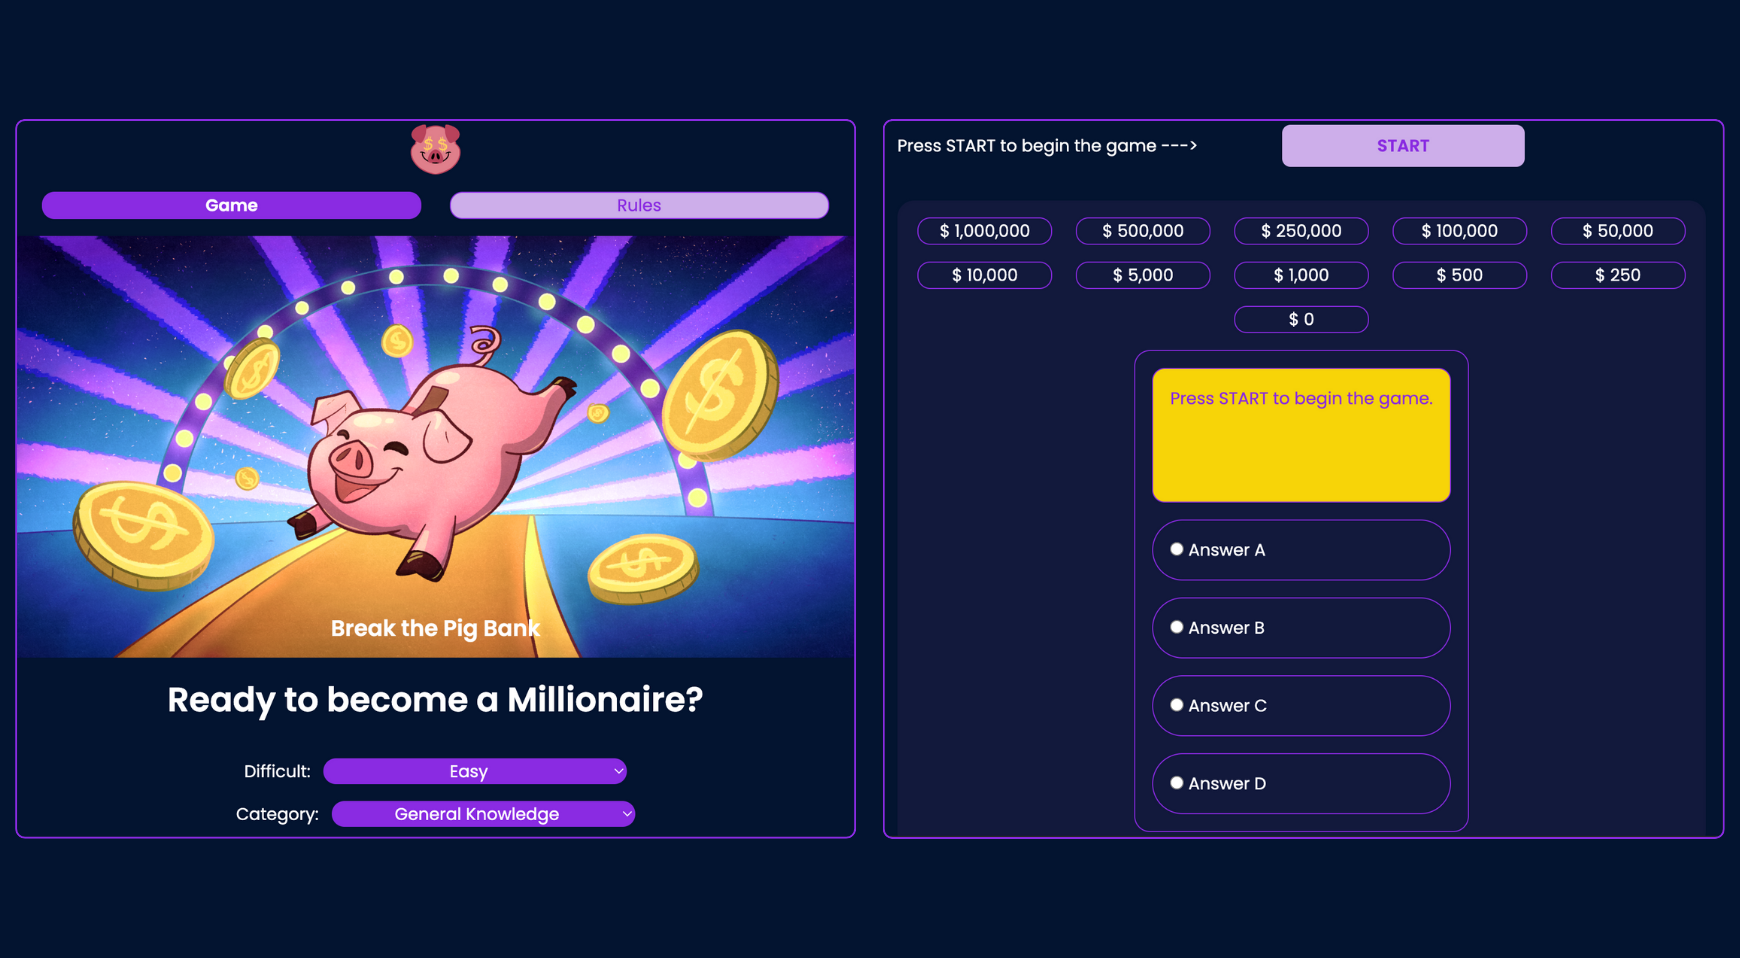 Game
Rules
Break the Pig Bank
Ready to become a Millionaire?
Difficult: Easy
Category: General Knowledge
Press START to begin the game --->
START
$ 1,000,000 $ 500,000 $ 250,000 $ 100,000 $ 50,000
$ 10,000 $ 5,000 $ 1,000 $ 500 $ 250
$ 0
Press START to begin the game.
Answer A
Answer B
Answer C
Answer D